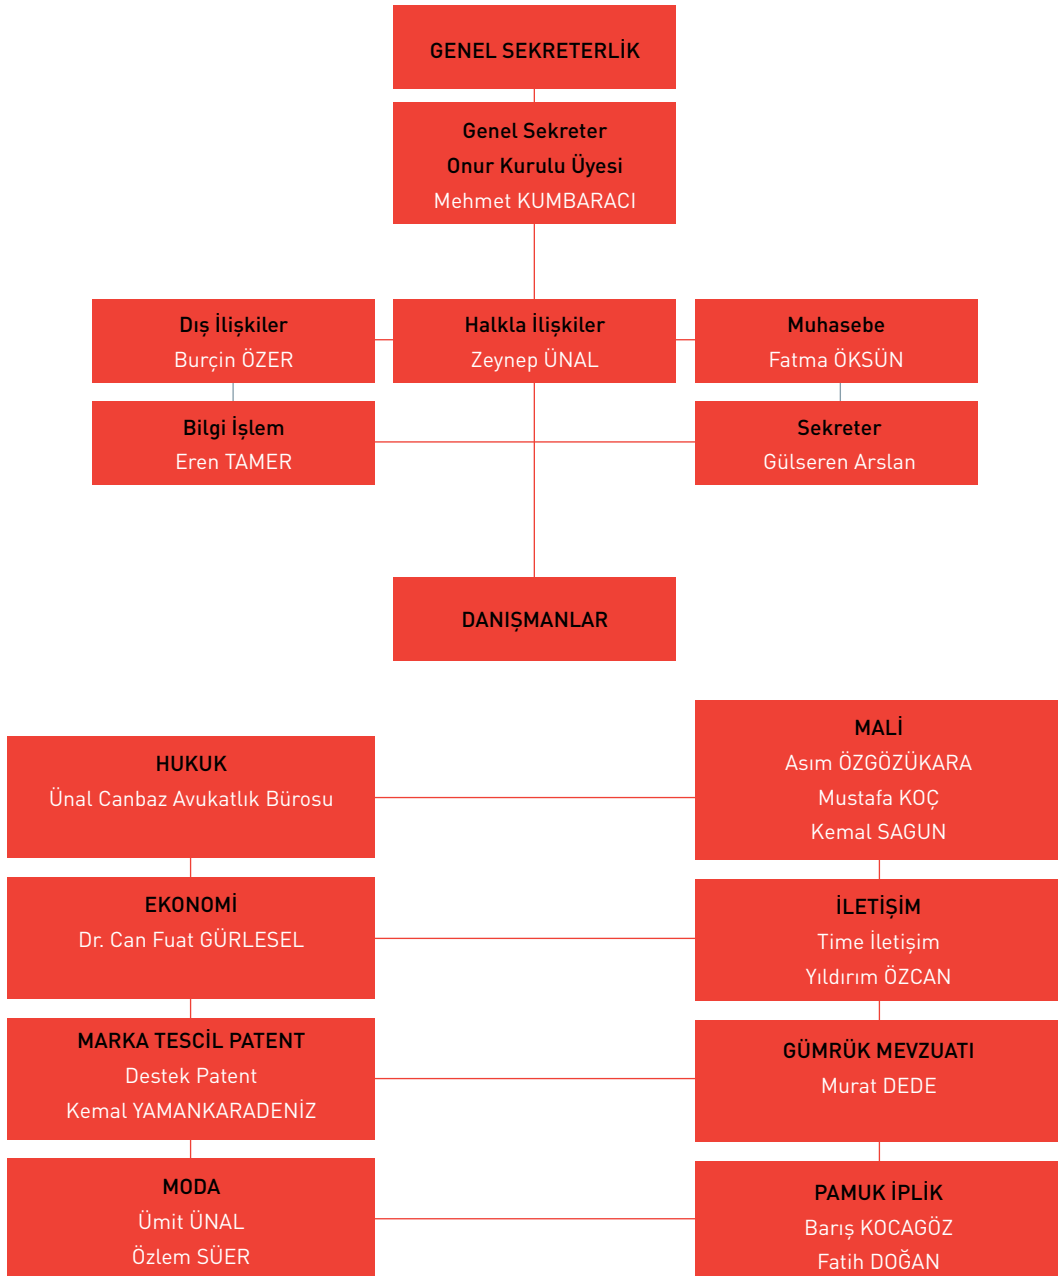 GENEL SEKRETERLİK
Genel Sekreter
Onur Kurulu Üyesi
Mehmet KUMBARACI
Dış İlişkiler
Burçin ÖZER
Halkla İlişkiler
Zeynep ÜNAL
Muhasebe
Fatma ÖKSÜN
Bilgi İşlem
Eren TAMER
Sekreter
Gülseren Arslan
DANIŞMANLAR
HUKUK
Ünal Canbaz Avukatlık Bürosu
MALİ
Asım ÖZGÖZÜKARA
Mustafa KOÇ
Kemal SAGUN
EKONOMİ
Dr. Can Fuat GÜRLESEL
İLETİŞİM
Time İletişim
Yıldırım ÖZCAN
MARKA TESCİL PATENT
Destek Patent
Kemal YAMANKARADENİZ
GÜMRÜK MEVZUATI
Murat DEDE
MODA
Ümit ÜNAL
Özlem SÜER
PAMUK İPLİK
Barış KOCAGÖZ
Fatih DOĞAN